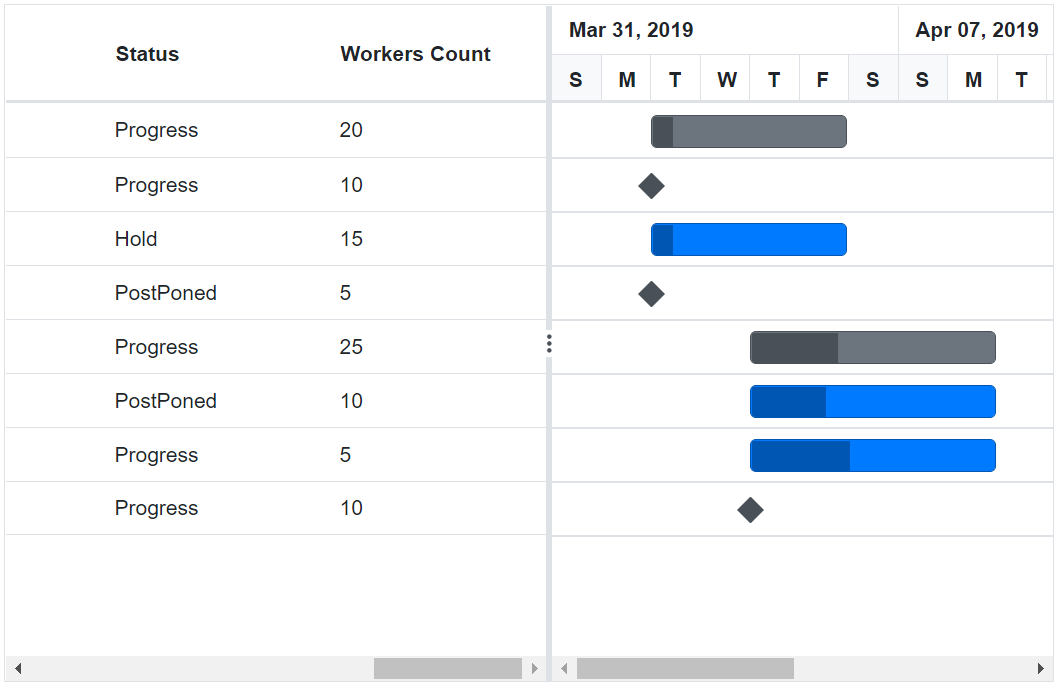 Status Workers Count Mar 31, 2019 Apr 07, 2019
S M T W T F S S M T
Progress 20
Progress 10
Hold 15
PostPoned 5
Progress 25
PostPoned 10
Progress 5
Progress 10